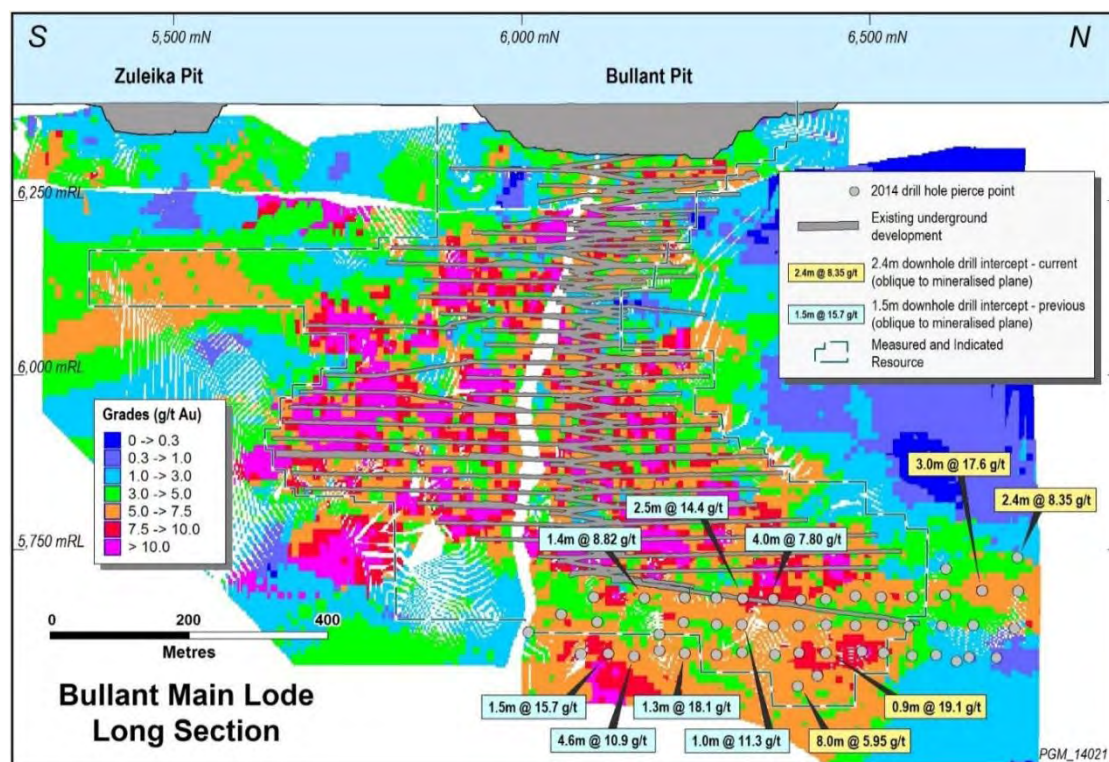 S
N
5,500 mN
6,000 mN
6,500 mN
Zuleika Pit
Bullant Pit
6,250 mRL
6,000 mRL
5,750 mRL
2014 drill hole pierce point
Existing underground
development
2.4m @ 8.35 g/t
2.4m downhole drill intercept - current
(oblique to mineralised plane)
1.5m @ 15.7 g/t
1.5m downhole drill intercept - previous
(oblique to mineralised plane)
Measured and Indicated
Resource
Grades (g/t Au)
0 -> 0.3
0.3 -> 1.0
1.0 -> 3.0
3.0 -> 5.0
5.0 -> 7.5
7.5 -> 10.0
> 10.0
3.0m @ 17.6 g/t
2.4m @ 8.35 g/t
2.5m @ 14.4 g/t
1.4m @ 8.82 g/t
4.0m @ 7.80 g/t
0
200
400
Metres
Bullant Main Lode
Long Section
1.5m @ 15.7 g/t
1.3m @ 18.1 g/t
0.9m @ 19.1 g/t
4.6m @ 10.9 g/t
1.0m @ 11.3 g/t
8.0m @ 5.95 g/t
PGM_14021